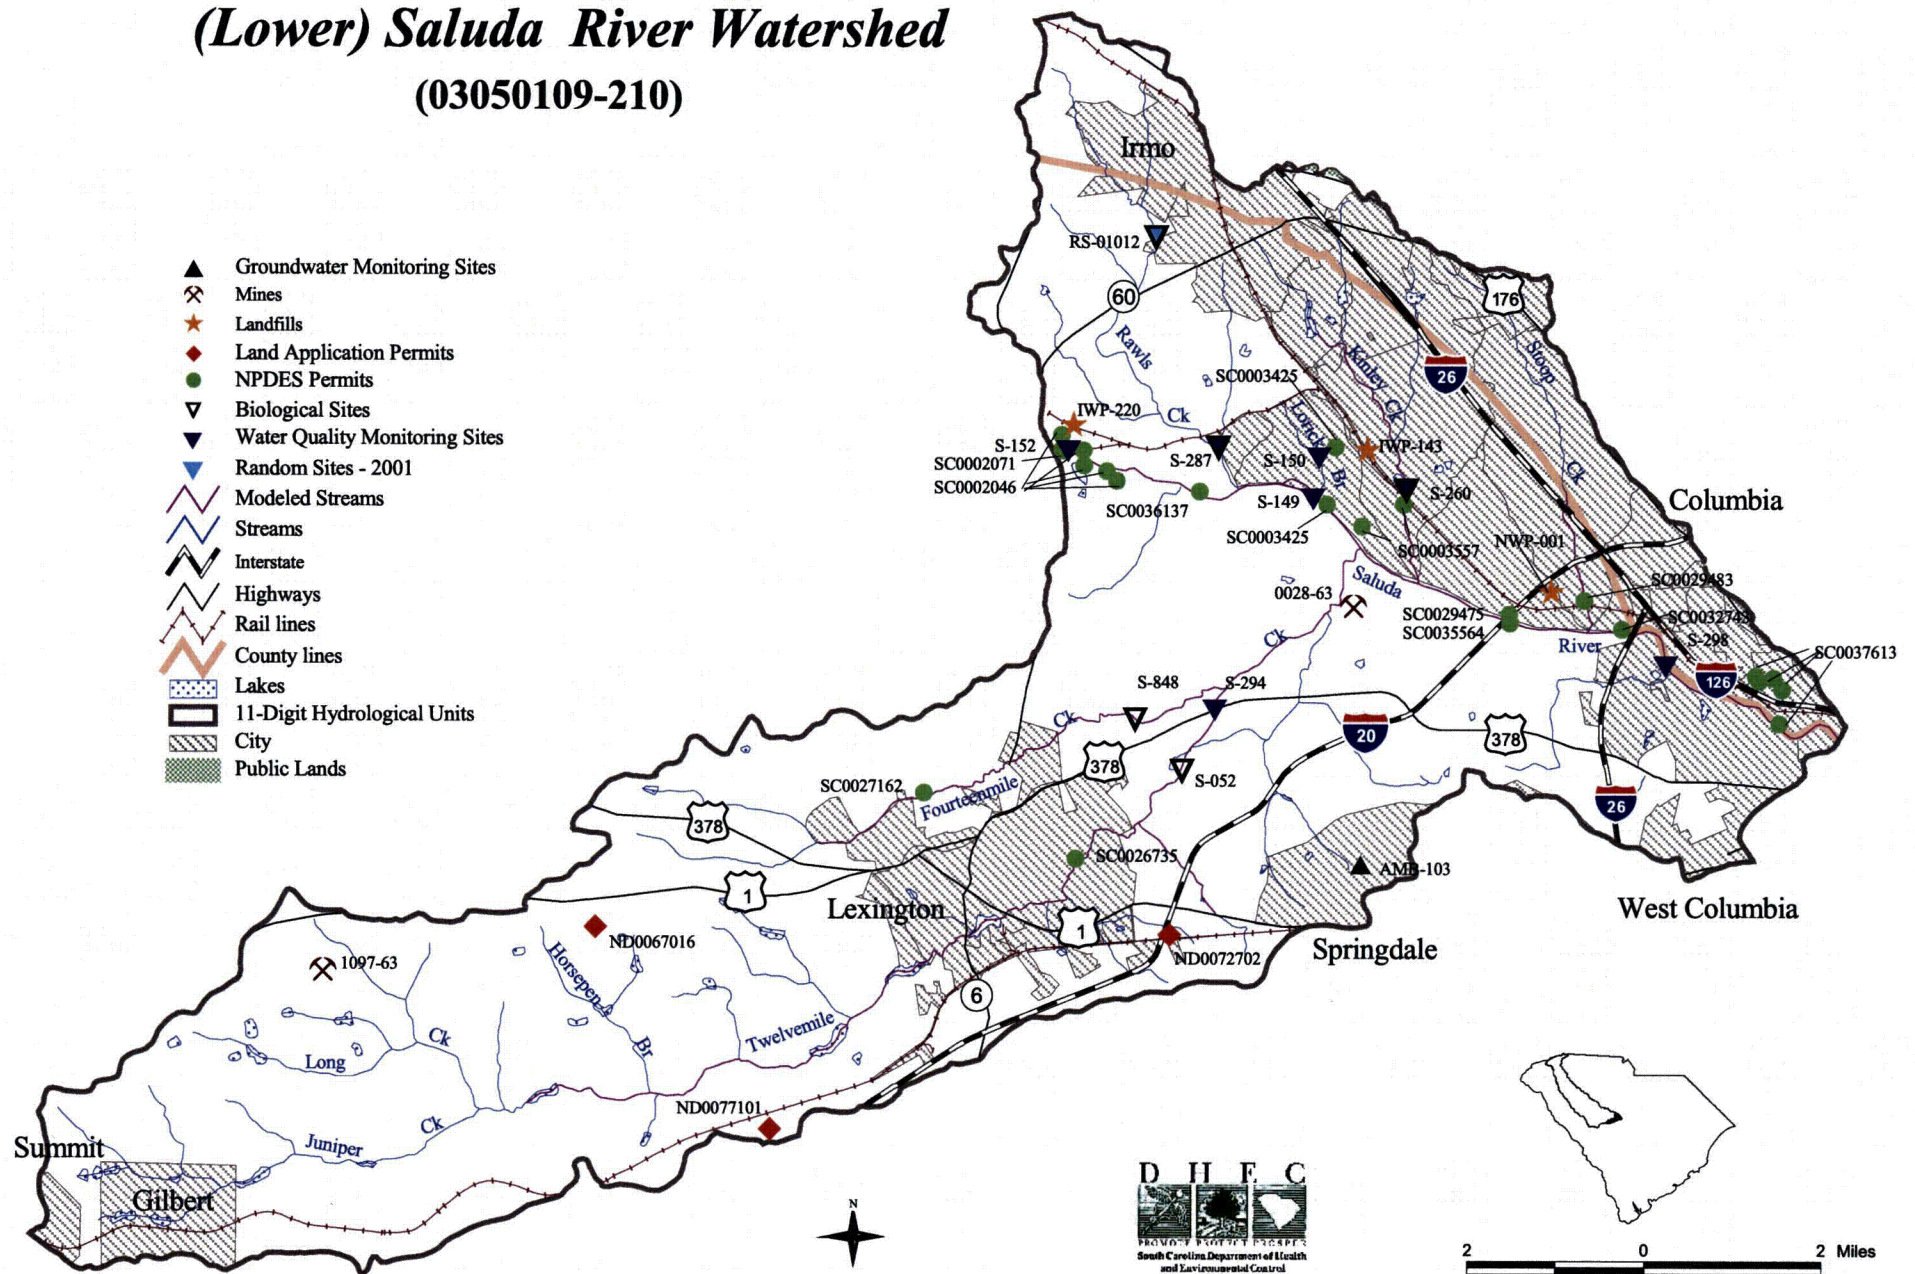 (Lower) Saluda River Watershed
(03050109-210)
Groundwater Monitoring Sites
Mines
Landfills
Land Application Permits
NPDES Permits
Biological Sites
Water Quality Monitoring Sites
Random Sites - 2001
Modeled Streams
Streams
Interstate
Highways
Rail lines
County lines
Lakes
11-Digit Hydrological Units
City
Public Lands
Irmo
RS-01012
60
176
Rawls
Ck
Kinley
Ck
Stoop
Ck
26
SC0003425
IWP-220
Lorick
Br
IWP-143
S-152
SC0002071
SC0002046
S-287
S-150
S-260
S-149
SC0036137
SC0003425
SC0003557
NWP-001
Columbia
Saluda
River
0028-63
SC0029483
SC0029475
SC0035564
SC0032743
S-298
SC0037613
126
Ck
S-848
S-294
Ck
378
20
378
26
S-052
SC0027162
Fourteenmile
378
SC0026735
AMB-103
1
Lexington
1
West Columbia
Springdale
ND0067016
ND0072702
1097-63
Horsepen
Br
6
Twelvemile
Ck
Long
ND0077101
Ck
Juniper
Summit
Gilbert
N
D H E C
PROMOTE PROTECT PROSPER
South Carolina Department of Health
and Environmental Control
2 0 2 Miles